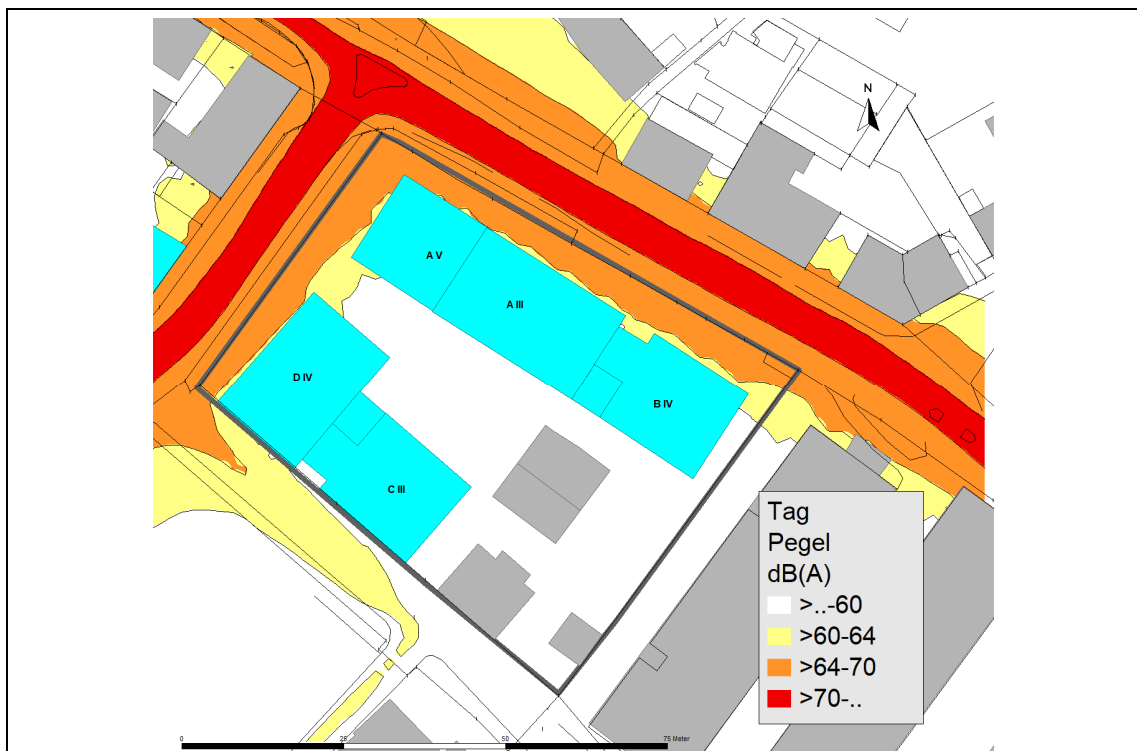 N
A V
A III
D IV
B IV
C III
Tag
Pegel
dB(A)
>..-60
>60-64
>64-70
>70-..
0 25 50 75 Meter